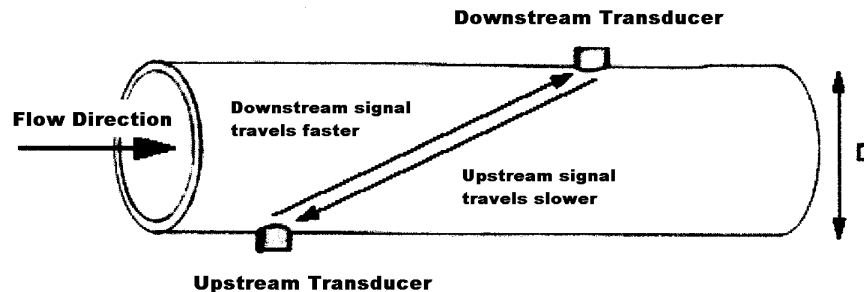 Downstream Transducer
Flow Direction
Downstream signal
travels faster
Upstream signal
travels slower
Upstream Transducer